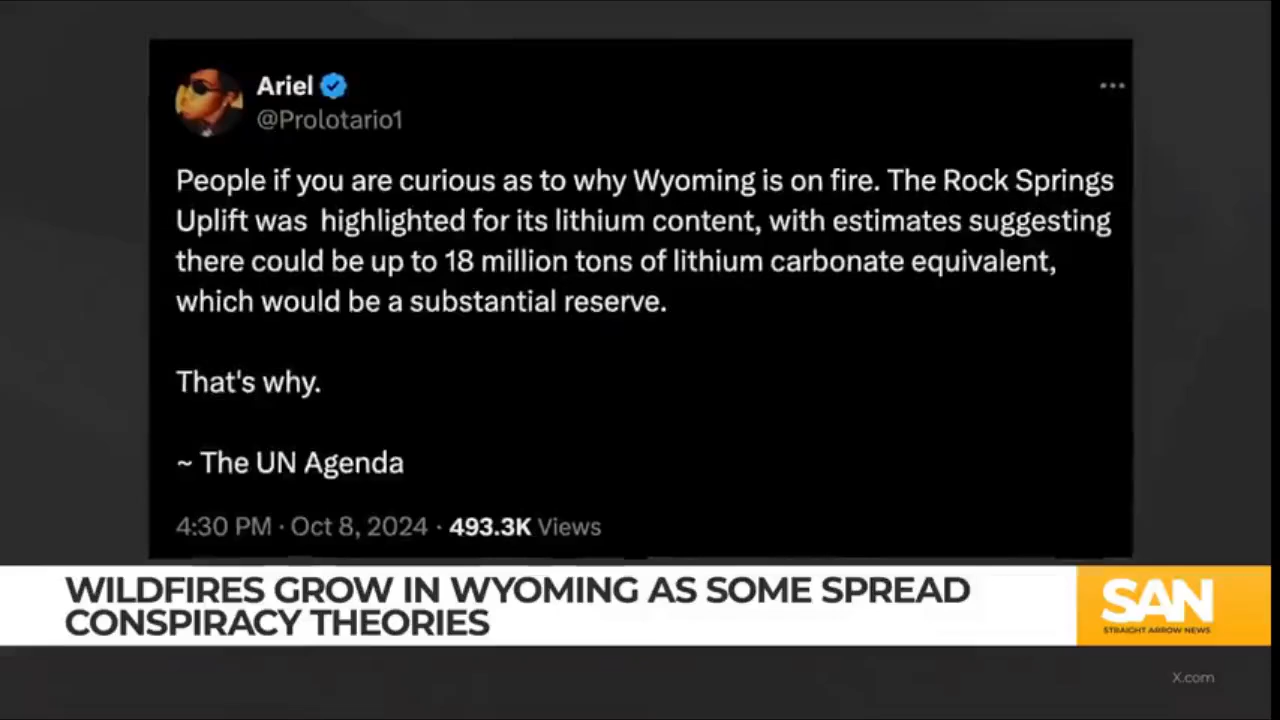 Ariel
@Prolotario1
People if you are curious as to why Wyoming is on fire. The Rock Springs
Uplift was  highlighted for its lithium content, with estimates suggesting
there could be up to 18 million tons of lithium carbonate equivalent,
which would be a substantial reserve.
That's why.
~ The UN Agenda
4:30 PM · Oct 8, 2024 · 493.3K Views
WILDFIRES GROW IN WYOMING AS SOME SPREAD
CONSPIRACY THEORIES
SAN
STRAIGHT ARROW NEWS
X.com